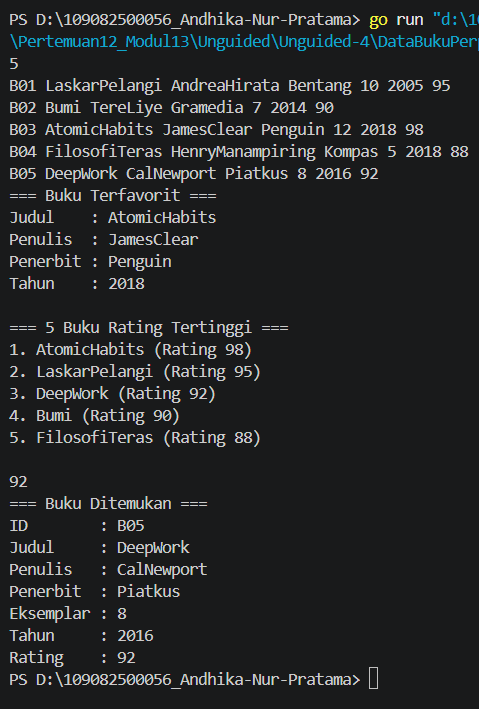 PS D:\109082500056_Andhika-Nur-Pratama> go run "d:\10
\Pertemuan12_Modul13\Unguided\Unguided-4\DataBukuPerp
5
B01 LaskarPelangi AndreaHirata Bentang 10 2005 95
B02 Bumi TereLiye Gramedia 7 2014 90
B03 AtomicHabits JamesClear Penguin 12 2018 98
B04 FilosofiTeras HenryManampiring Kompas 5 2018 88
B05 DeepWork CalNewport Piatkus 8 2016 92
=== Buku Terfavorit ===
Judul    : AtomicHabits
Penulis  : JamesClear
Penerbit : Penguin
Tahun    : 2018

=== 5 Buku Rating Tertinggi ===
1. AtomicHabits (Rating 98)
2. LaskarPelangi (Rating 95)
3. DeepWork (Rating 92)
4. Bumi (Rating 90)
5. FilosofiTeras (Rating 88)

92
=== Buku Ditemukan ===
ID        : B05
Judul     : DeepWork
Penulis   : CalNewport
Penerbit  : Piatkus
Eksemplar : 8
Tahun     : 2016
Rating    : 92
PS D:\109082500056_Andhika-Nur-Pratama>